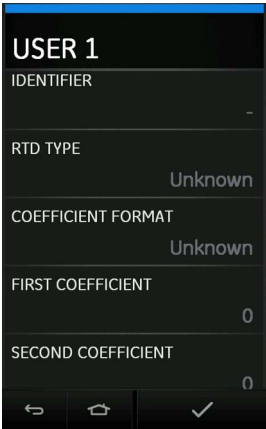 USER 1
IDENTIFIER
-
RTD TYPE
Unknown
COEFFICIENT FORMAT
Unknown
FIRST COEFFICIENT
0
SECOND COEFFICIENT
0